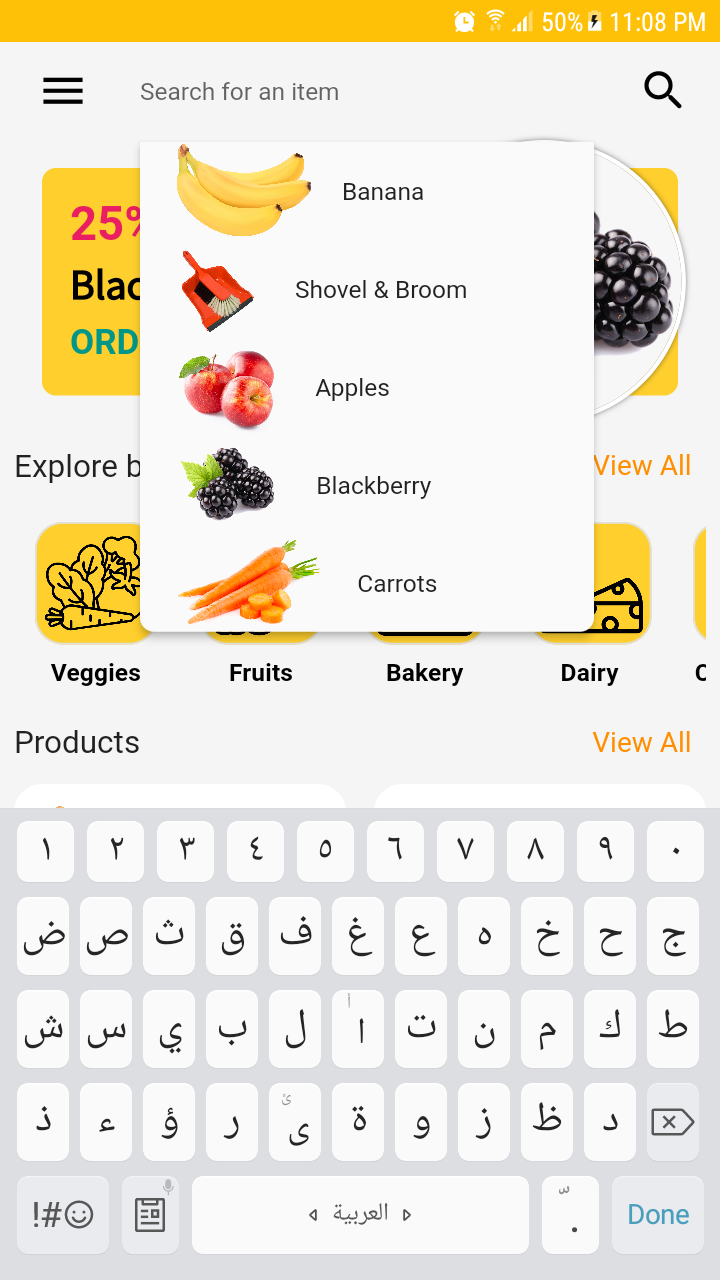 50% 11:08 PM
Search for an item
Banana
25%
Shovel & Broom
Blac
ORD
Apples
Blackberry
Explore b
View All
Carrots
Veggies Fruits Bakery Dairy C
Products View All
١ ٢ ٣ ٤ ٥ ٦ ٧ ٨ ٩ ٠
ض ص ث ق ف غ ع ه خ ح ج
ش س ي ب ل ا أ ت ن م ك ط
ذ ء ؤ ر ى ئ ة و ز ظ د
!#☺ العربية . ّ Done